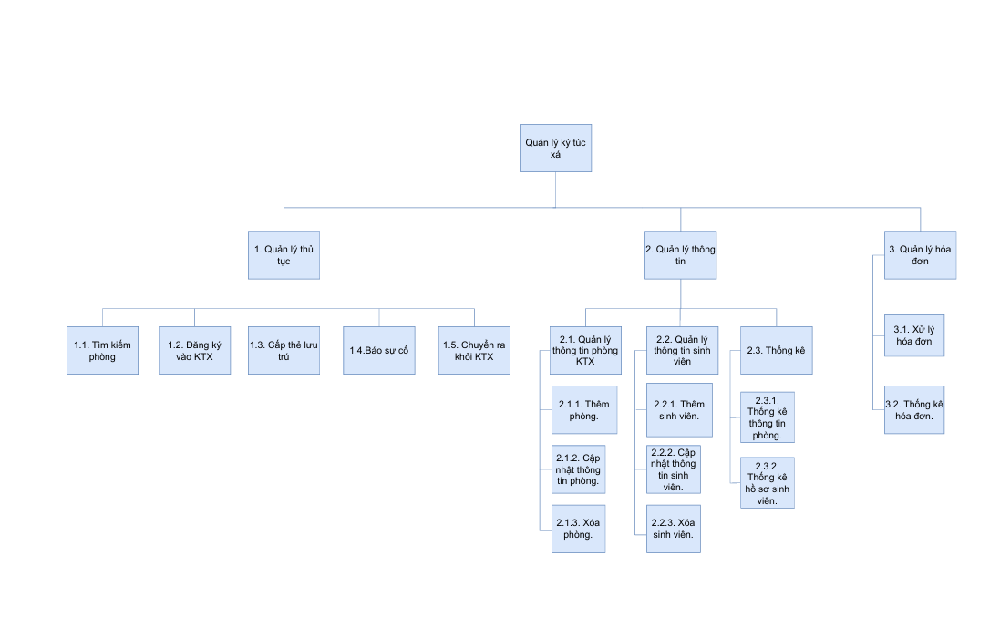 Quản lý ký túc
xá
1. Quản lý thủ
tục
2. Quản lý thông
tin
3. Quản lý hóa
đơn
1.1. Tìm kiếm
phòng
1.2. Đăng ký
vào KTX
1.3. Cấp thẻ lưu
trú
1.4.Báo sự cố
1.5. Chuyển ra
khỏi KTX
2.1. Quản lý
thông tin phòng
KTX
2.1.1. Thêm
phòng.
2.1.2. Cập
nhật thông
tin phòng.
2.1.3. Xóa
phòng.
2.2. Quản lý
thông tin sinh
viên
2.2.1. Thêm
sinh viên.
2.2.2. Cập
nhật thông
tin sinh
viên.
2.2.3. Xóa
sinh viên.
2.3. Thống kê
2.3.1.
Thống kê
thông tin
phòng.
2.3.2.
Thống kê
hồ sơ sinh
viên.
3.1. Xử lý
hóa đơn
3.2. Thống kê
hóa đơn.